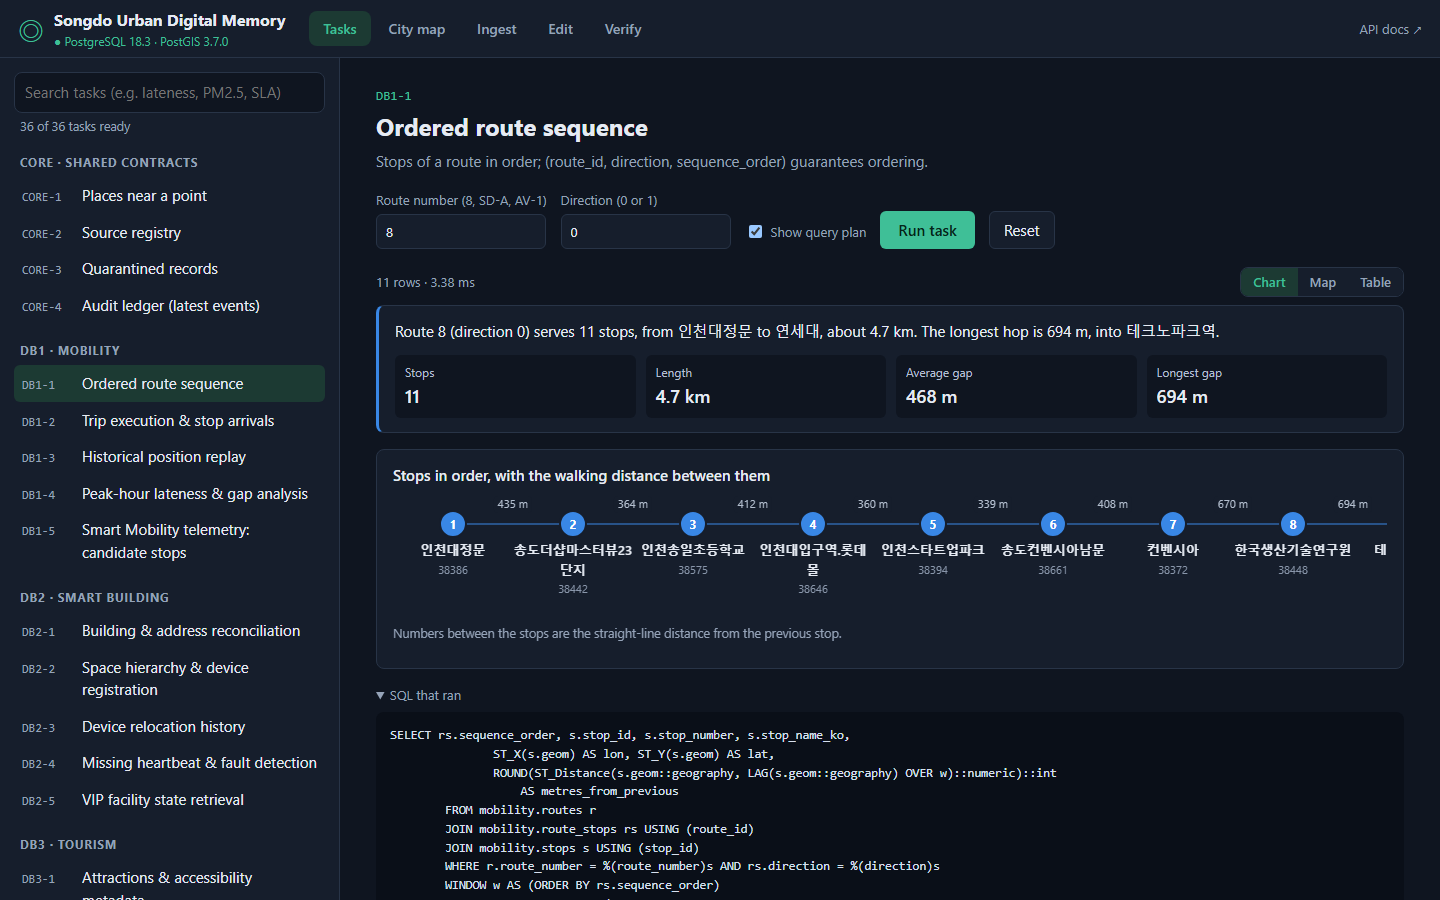 Songdo Urban Digital Memory
● PostgreSQL 18.3 · PostGIS 3.7.0
Tasks
City map
Ingest
Edit
Verify
API docs ↗
Search tasks (e.g. lateness, PM2.5, SLA)
36 of 36 tasks ready
CORE · SHARED CONTRACTS
CORE-1 Places near a point
CORE-2 Source registry
CORE-3 Quarantined records
CORE-4 Audit ledger (latest events)
DB1 · MOBILITY
DB1-1 Ordered route sequence
DB1-2 Trip execution & stop arrivals
DB1-3 Historical position replay
DB1-4 Peak-hour lateness & gap analysis
DB1-5 Smart Mobility telemetry:
candidate stops
DB2 · SMART BUILDING
DB2-1 Building & address reconciliation
DB2-2 Space hierarchy & device
registration
DB2-3 Device relocation history
DB2-4 Missing heartbeat & fault detection
DB2-5 VIP facility state retrieval
DB3 · TOURISM
DB3-1 Attractions & accessibility
metadata
DB1-1
Ordered route sequence
Stops of a route in order; (route_id, direction, sequence_order) guarantees ordering.
Route number (8, SD-A, AV-1) Direction (0 or 1)
8 0 Show query plan Run task Reset
11 rows · 3.38 ms
Chart Map Table
Route 8 (direction 0) serves 11 stops, from 인천대정문 to 연세대, about 4.7 km. The longest hop is 694 m, into 테크노파크역.
Stops Length Average gap Longest gap
11 4.7 km 468 m 694 m
Stops in order, with the walking distance between them
435 m 364 m 412 m 360 m 339 m 408 m 670 m 694 m
1 2 3 4 5 6 7 8
인천대정문 송도더샵마스터뷰23 인천송일초등학교 인천대입구역.롯데 인천스타트업파크 송도컨벤시아남문 컨벤시아 한국생산기술연구원 테
38386 단지 38575 몰 38394 38661 38372 38448
38442 38646
Numbers between the stops are the straight-line distance from the previous stop.
▼ SQL that ran
SELECT rs.sequence_order, s.stop_id, s.stop_number, s.stop_name_ko,
ST_X(s.geom) AS lon, ST_Y(s.geom) AS lat,
ROUND(ST_Distance(s.geom::geography, LAG(s.geom::geography) OVER w)::numeric)::int
AS metres_from_previous
FROM mobility.routes r
JOIN mobility.route_stops rs USING (route_id)
JOIN mobility.stops s USING (stop_id)
WHERE r.route_number = %(route_number)s AND rs.direction = %(direction)s
WINDOW w AS (ORDER BY rs.sequence_order)